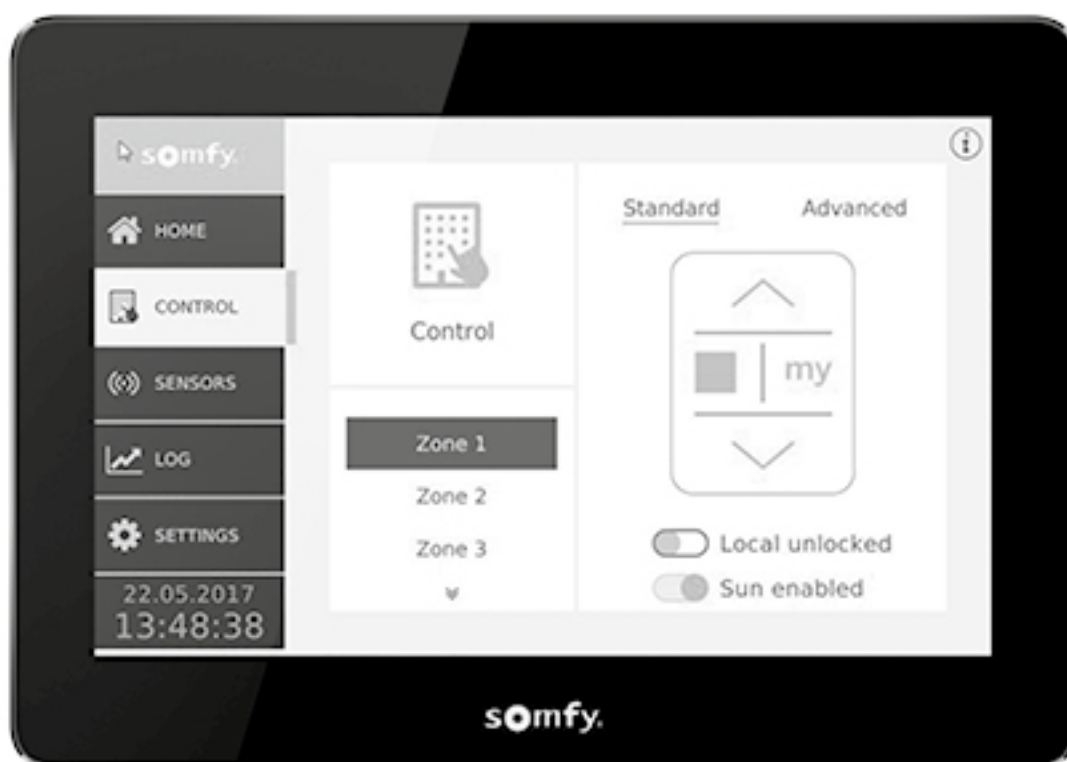 somfy.
HOME
CONTROL
SENSORS
LOG
SETTINGS
22.05.2017
13:48:38
Control
Zone 1
Zone 2
Zone 3
Standard
Advanced
my
Local unlocked
Sun enabled
i
somfy.